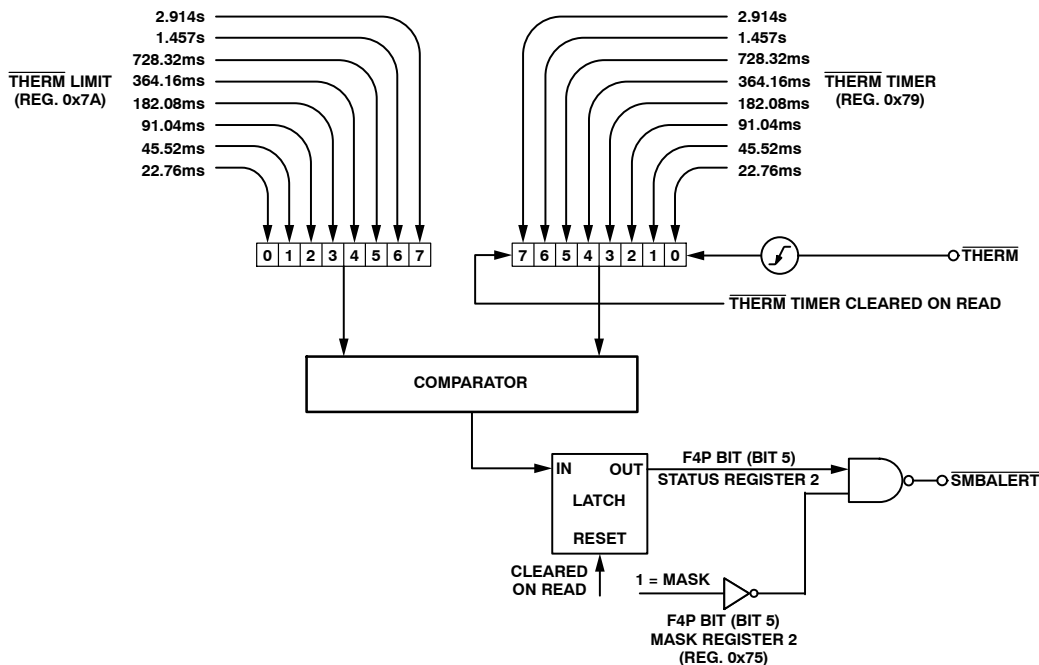 2.914s
1.457s
728.32ms
364.16ms
182.08ms
91.04ms
45.52ms
22.76ms
THERM LIMIT
(REG. 0x7A)
2.914s
1.457s
728.32ms
364.16ms
182.08ms
91.04ms
45.52ms
22.76ms
THERM TIMER
(REG. 0x79)
0 1 2 3 4 5 6 7
7 6 5 4 3 2 1 0
THERM
THERM TIMER CLEARED ON READ
COMPARATOR
IN OUT
LATCH
RESET
F4P BIT (BIT 5)
STATUS REGISTER 2
SMBALERT
CLEARED
ON READ
1 = MASK
F4P BIT (BIT 5)
MASK REGISTER 2
(REG. 0x75)